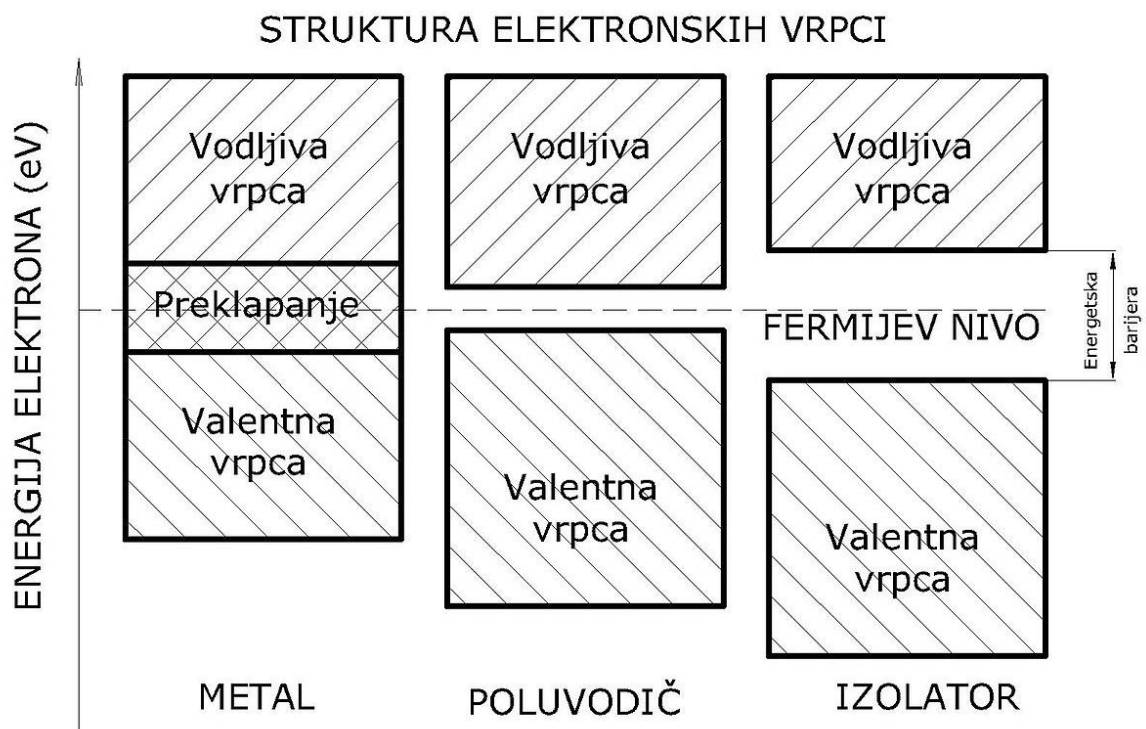 STRUKTURA ELEKTRONSKIH VRPCI
ENERGIJA ELEKTRONA (eV)
Vodljiva
vrpca
Preklapanje
Valentna
vrpca
METAL
Vodljiva
vrpca
Valentna
vrpca
POLUVODIČ
Vodljiva
vrpca
FERMIJEV NIVO
Energetska
barijera
Valentna
vrpca
IZOLATOR